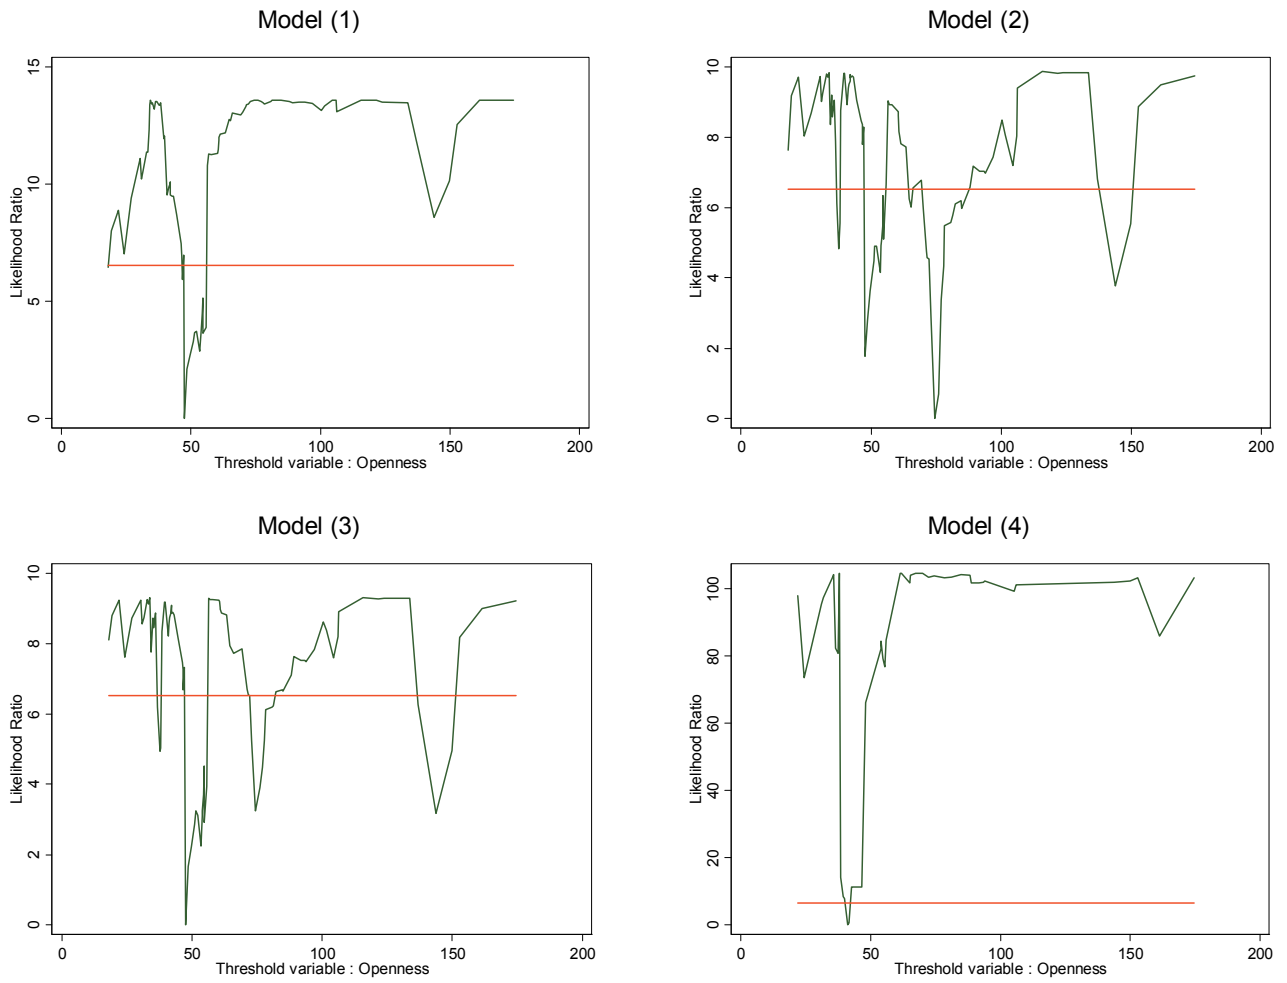 Model (1)
Likelihood Ratio
15
10
5
0
0 50 100 150 200
Threshold variable : Openness
Model (2)
Likelihood Ratio
10
8
6
4
2
0
0 50 100 150 200
Threshold variable : Openness
Model (3)
Likelihood Ratio
10
8
6
4
2
0
0 50 100 150 200
Threshold variable : Openness
Model (4)
Likelihood Ratio
100
80
60
40
20
0
0 50 100 150 200
Threshold variable : Openness